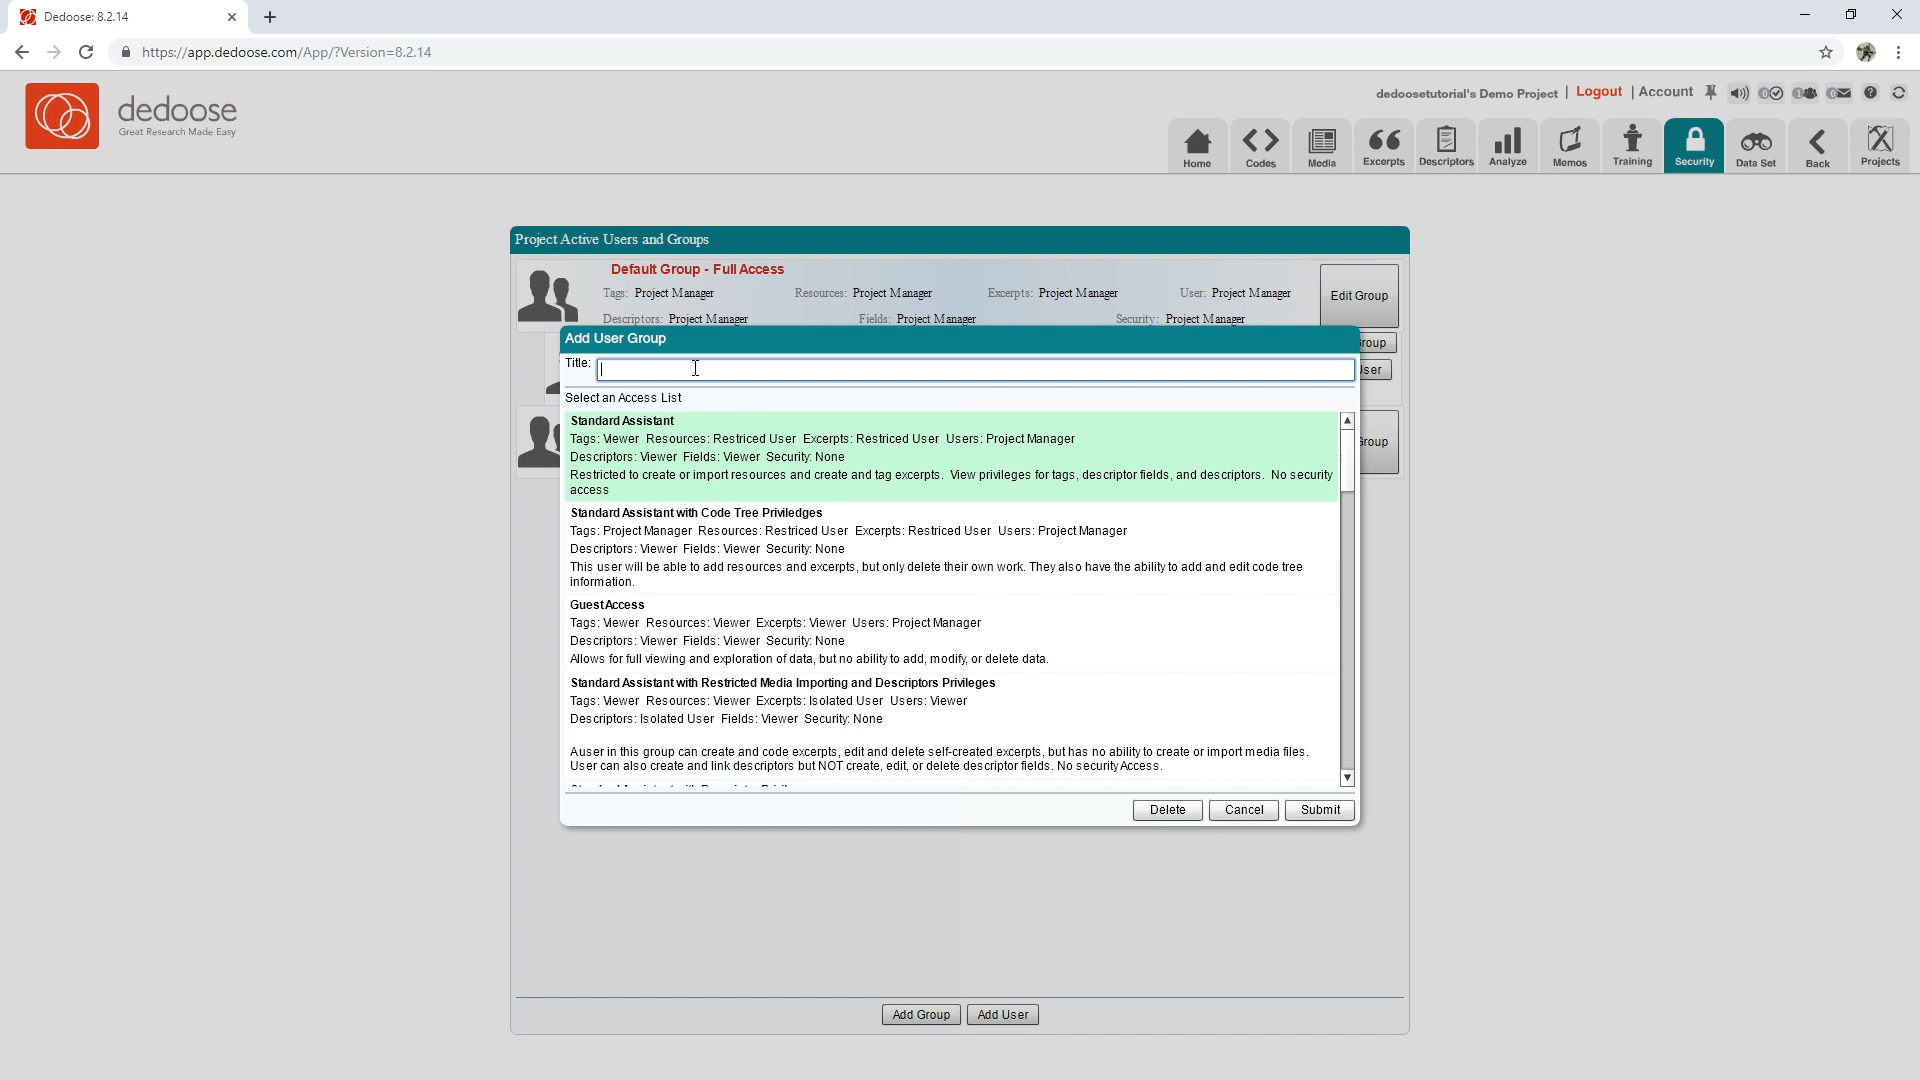 Dedoose: 8.2.14
https://app.dedoose.com/App/?Version=8.2.14
dedoose
Great Research Made Easy
dedoosetutorial's Demo Project | Logout | Account
Home
Codes
Media
Excerpts
Descriptors
Analyze
Memos
Training
Security
Data Set
Back
Projects
Project Active Users and Groups
Default Group - Full Access
Tags: Project Manager Resources: Project Manager Excerpts: Project Manager User: Project Manager
Descriptors: Project Manager Fields: Project Manager Security: Project Manager
Edit Group
Add User Group
Title:
Select an Access List
Standard Assistant
Tags: Viewer Resources: Restriced User Excerpts: Restriced User Users: Project Manager
Descriptors: Viewer Fields: Viewer Security: None
Restricted to create or import resources and create and tag excerpts. View privileges for tags, descriptor fields, and descriptors. No security
access
Standard Assistant with Code Tree Priviledges
Tags: Project Manager Resources: Restriced User Excerpts: Restriced User Users: Project Manager
Descriptors: Viewer Fields: Viewer Security: None
This user will be able to add resources and excerpts, but only delete their own work. They also have the ability to add and edit code tree
information.
Guest Access
Tags: Viewer Resources: Viewer Excerpts: Viewer Users: Project Manager
Descriptors: Viewer Fields: Viewer Security: None
Allows for full viewing and exploration of data, but no ability to add, modify, or delete data.
Standard Assistant with Restricted Media Importing and Descriptors Privileges
Tags: Viewer Resources: Viewer Excerpts: Isolated User Users: Viewer
Descriptors: Isolated User Fields: Viewer Security: None
A user in this group can create and code excerpts, edit and delete self-created excerpts, but has no ability to create or import media files.
User can also create and link descriptors but NOT create, edit, or delete descriptor fields. No security Access.
Delete
Cancel
Submit
Add Group
Add User